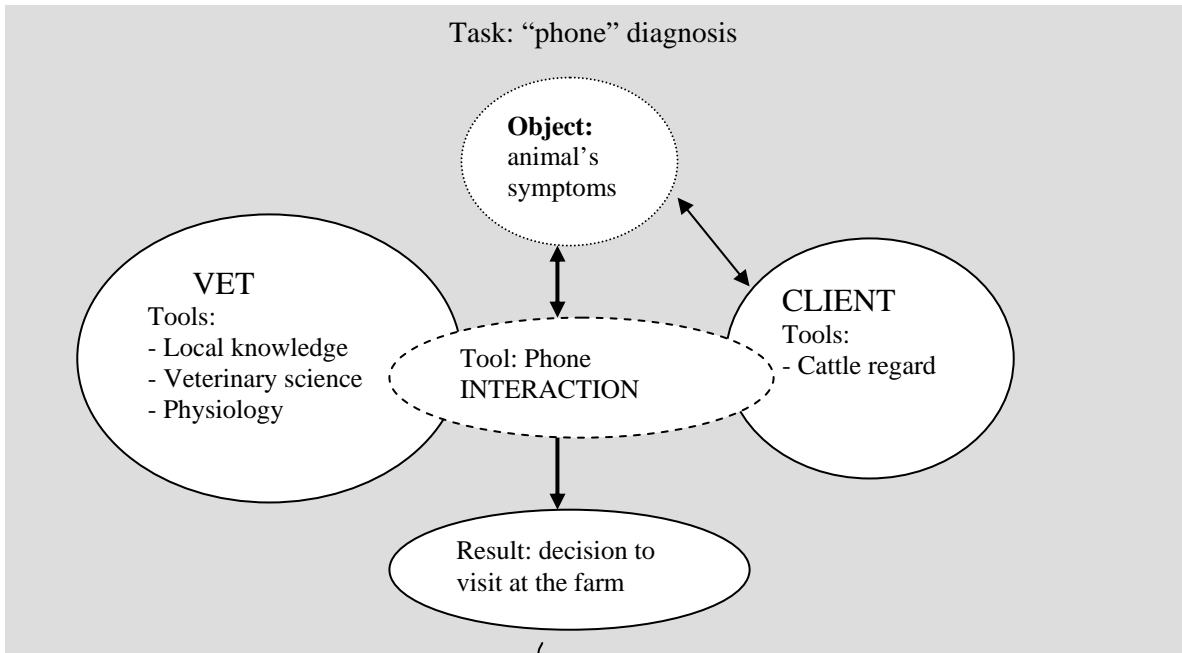 Task: “phone” diagnosis
Object:
animal’s
symptoms
VET
Tools:
- Local knowledge
- Veterinary science
- Physiology
Tool: Phone
INTERACTION
CLIENT
Tools:
- Cattle regard
Result: decision to
visit at the farm